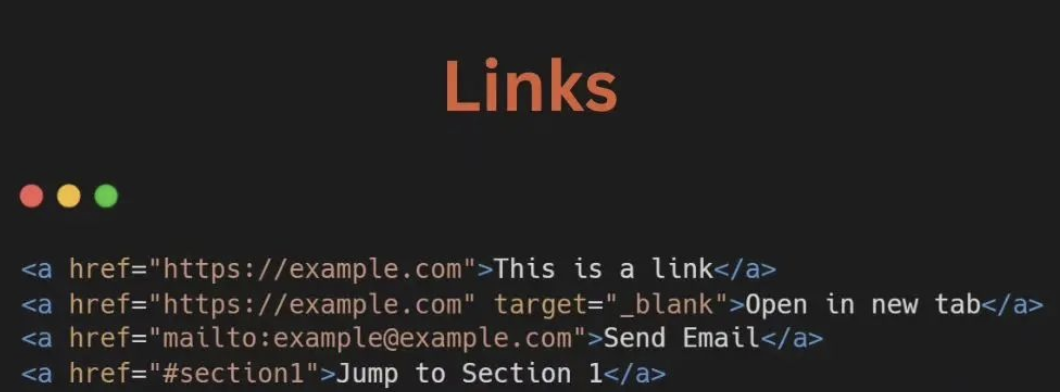 Links
<a href="https://example.com">This is a link</a>
<a href="https://example.com" target="_blank">Open in new tab</a>
<a href="mailto:example@example.com">Send Email</a>
<a href="#section1">Jump to Section 1</a>